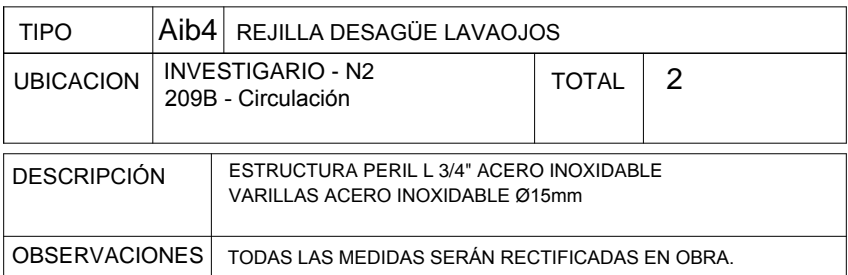 TIPO Aib4 REJILLA DESAGÜE LAVAOJOS
UBICACION INVESTIGARIO - N2 TOTAL 2
209B - Circulación
DESCRIPCIÓN ESTRUCTURA PERIL L 3/4" ACERO INOXIDABLE
VARILLAS ACERO INOXIDABLE Ø15mm
OBSERVACIONES TODAS LAS MEDIDAS SERÁN RECTIFICADAS EN OBRA.